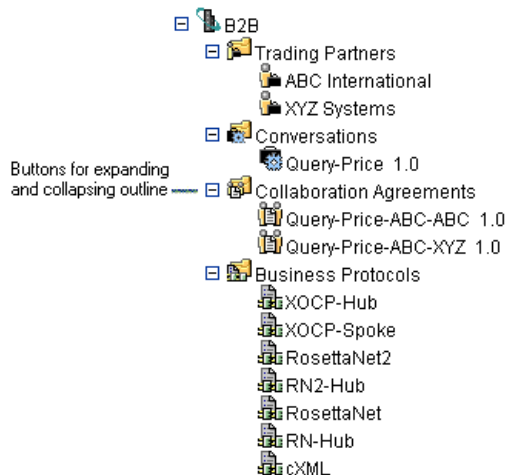 B2B
Trading Partners
ABC International
XYZ Systems
Conversations
Query-Price 1.0
Buttons for expanding
and collapsing outline
Collaboration Agreements
Query-Price-ABC-ABC 1.0
Query-Price-ABC-XYZ 1.0
Business Protocols
XOCP-Hub
XOCP-Spoke
RosettaNet2
RN2-Hub
RosettaNet
RN-Hub
cXML